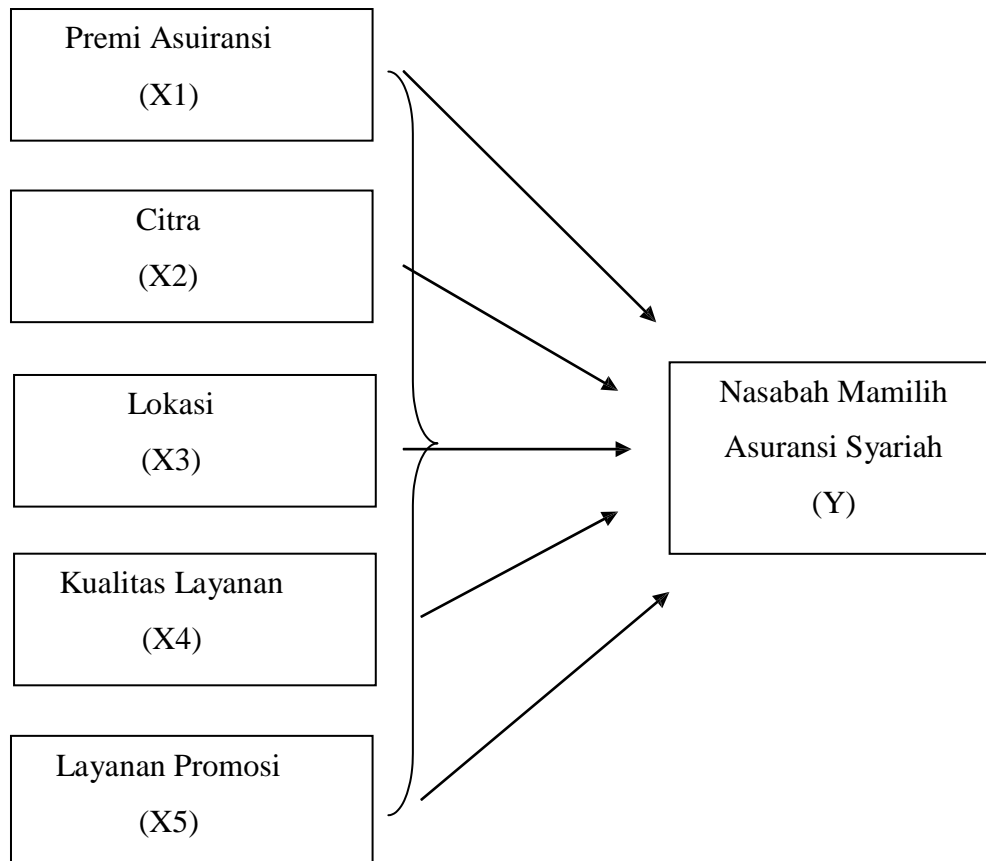 Premi Asuiransi
(X1)
Citra
(X2)
Lokasi
(X3)
Kualitas Layanan
(X4)
Layanan Promosi
(X5)
Nasabah Mamilih
Asuransi Syariah
(Y)